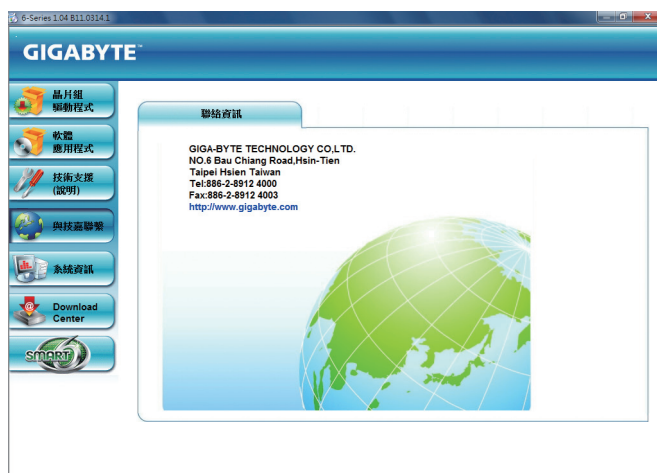 6-Series 1.04 B11.0314.1
GIGABYTE™
晶片組
驅動程式
軟體
應用程式
技術支援
(說明)
與技嘉聯繫
系統資訊
Download
Center
SMART 6
聯絡資訊
GIGA-BYTE TECHNOLOGY CO,LTD.
NO.6 Bau Chiang Road,Hsin-Tien
Taipei Hsien Taiwan
Tel:886-2-8912 4000
Fax:886-2-8912 4003
http://www.gigabyte.com